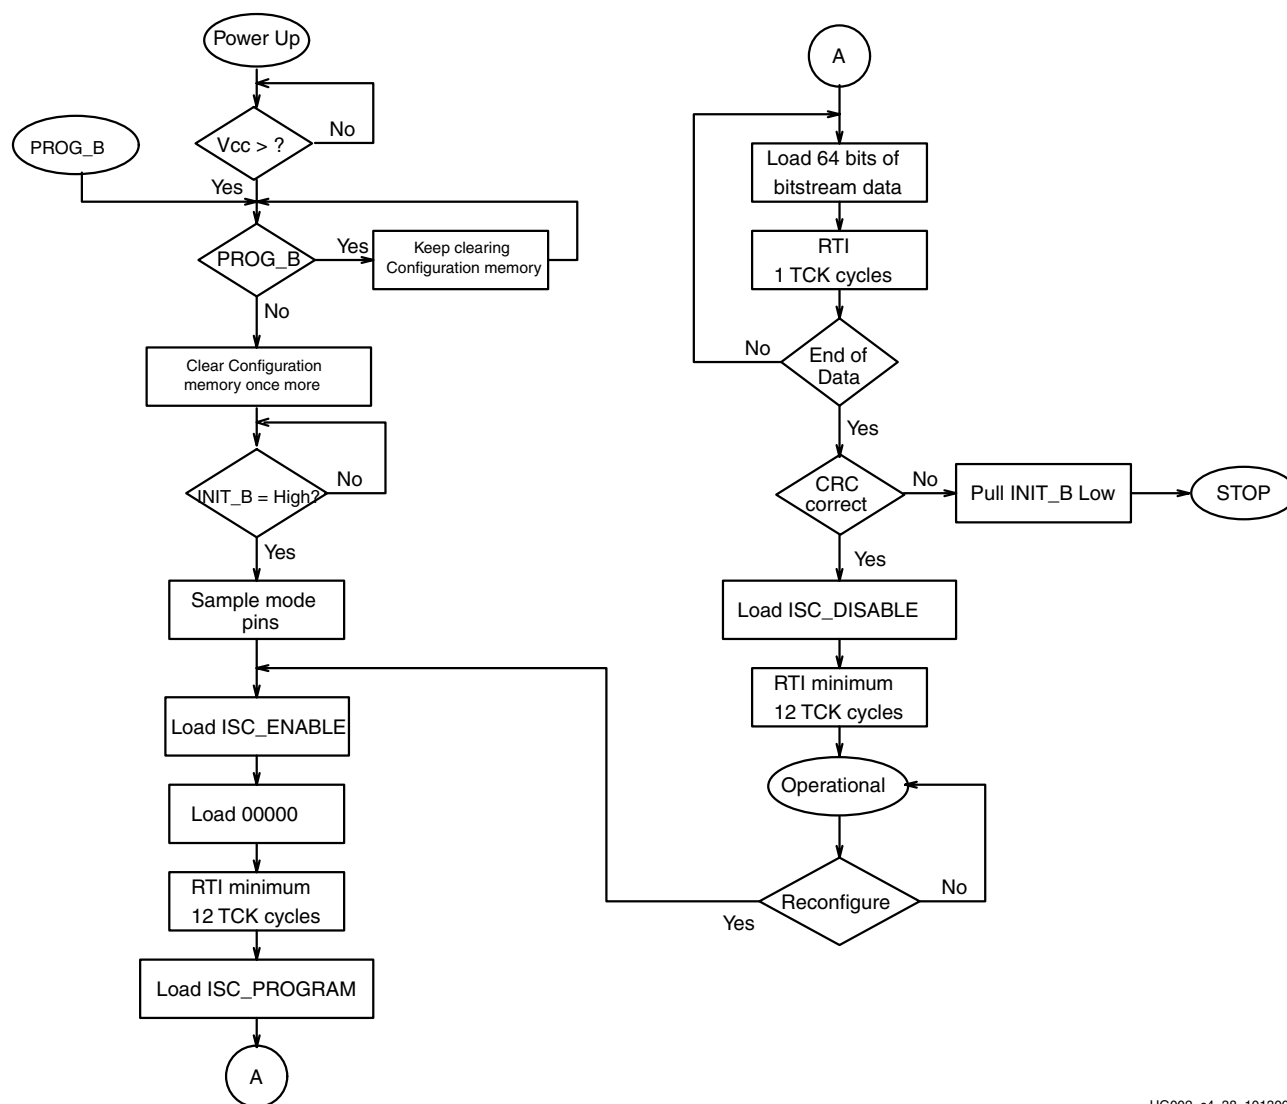 Power Up
Vcc > ?
No
Yes
PROG_B
PROG_B
Yes
Keep clearing
Configuration memory
No
Clear Configuration
memory once more
INIT_B = High?
No
Yes
Sample mode
pins
Load ISC_ENABLE
Load 00000
RTI minimum
12 TCK cycles
Load ISC_PROGRAM
A
A
Load 64 bits of
bitstream data
RTI
1 TCK cycles
End of
Data
No
Yes
CRC
correct
No
Pull INIT_B Low
STOP
Yes
Load ISC_DISABLE
RTI minimum
12 TCK cycles
Operational
Reconfigure
No
Yes